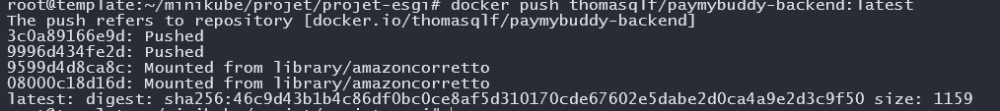 root@template:~/minikube/projet/projet-esgi# docker push thomasqlf/paymybuddy-backend:latest
The push refers to repository [docker.io/thomasqlf/paymybuddy-backend]
3c0a89166e9d: Pushed
9996d434fe2d: Pushed
9599d4d8ca8c: Mounted from library/amazoncorretto
08000c18d16d: Mounted from library/amazoncorretto
latest: digest: sha256:46c9d43b1b4c86df0bc0ce8af5d310170cde67602e5dabe2d0ca4a9e2d3c9f50 size: 1159